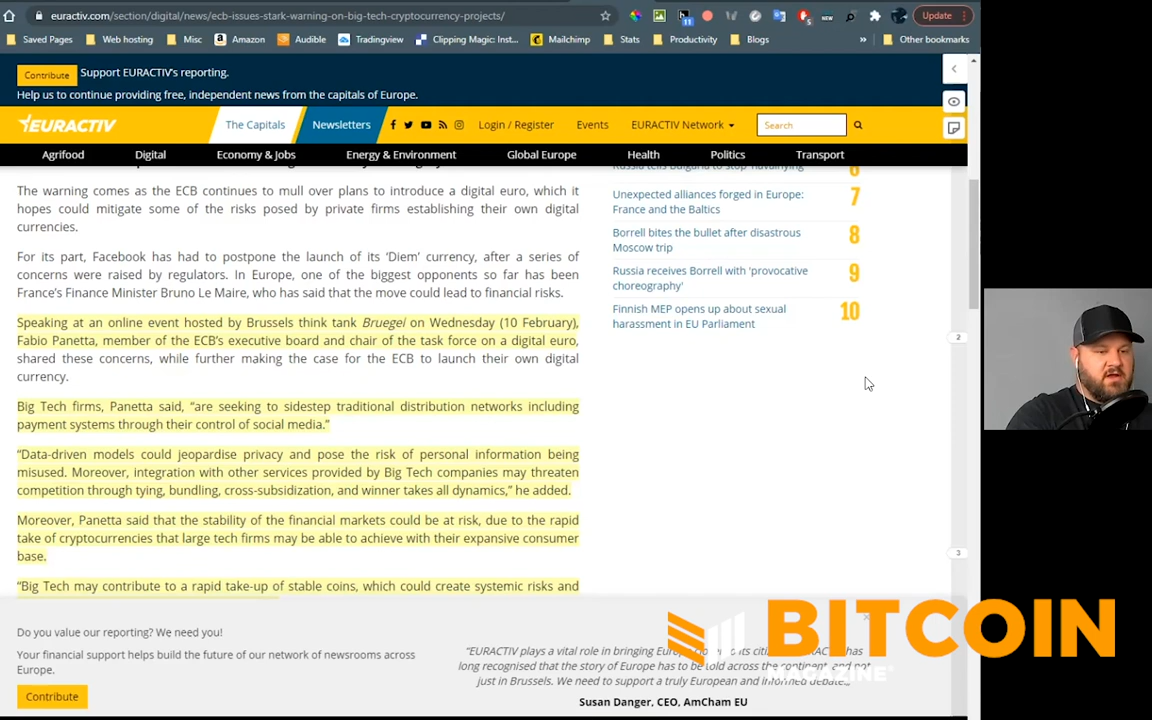 euractiv.com/section/digital/news/ecb-issues-stark-warning-on-big-tech-cryptocurrency-projects/
11
5
NEW
Update
Saved Pages
Web hosting
Misc
Amazon
Audible
Tradingview
Clipping Magic: Inst...
Mailchimp
Stats
Productivity
Blogs
»
Other bookmarks
Contribute
Support EURACTIV's reporting.
Help us to continue providing free, independent news from the capitals of Europe.
EURACTIV
The Capitals
Newsletters
Login / Register
Events
EURACTIV Network
Search
Agrifood
Digital
Economy & Jobs
Energy & Environment
Global Europe
Health
Politics
Transport
The warning comes as the ECB continues to mull over plans to introduce a digital euro, which it
hopes could mitigate some of the risks posed by private firms establishing their own digital
currencies.
For its part, Facebook has had to postpone the launch of its 'Diem' currency, after a series of
concerns were raised by regulators. In Europe, one of the biggest opponents so far has been
France's Finance Minister Bruno Le Maire, who has said that the move could lead to financial risks.
Speaking at an online event hosted by Brussels think tank Bruegel on Wednesday (10 February),
Fabio Panetta, member of the ECB's executive board and chair of the task force on a digital euro,
shared these concerns, while further making the case for the ECB to launch their own digital
currency.
Big Tech firms, Panetta said, "are seeking to sidestep traditional distribution networks including
payment systems through their control of social media."
"Data-driven models could jeopardise privacy and pose the risk of personal information being
misused. Moreover, integration with other services provided by Big Tech companies may threaten
competition through tying, bundling, cross-subsidization, and winner takes all dynamics," he added.
Moreover, Panetta said that the stability of the financial markets could be at risk, due to the rapid
take of cryptocurrencies that large tech firms may be able to achieve with their expansive consumer
base.
"Big Tech may contribute to a rapid take-up of stable coins, which could create systemic risks and
Russia tells Bulgaria to stop
6
Unexpected alliances forged in Europe:
France and the Baltics
7
Borrell bites the bullet after disastrous
Moscow trip
8
Russia receives Borrell with 'provocative
choreography'
9
Finnish MEP opens up about sexual
harassment in EU Parliament
10
2
3
Do you value our reporting? We need you!
Your financial support helps build the future of our network of newsrooms across
Europe.
Contribute
"EURACTIV plays a vital role in bringing
long recognised that the story of Europe has to be told across the continent, and not
just in Brussels. We need to support a truly European and informed debate.
Susan Danger, CEO, AmCham EU
BITCOIN
MAGAZINE